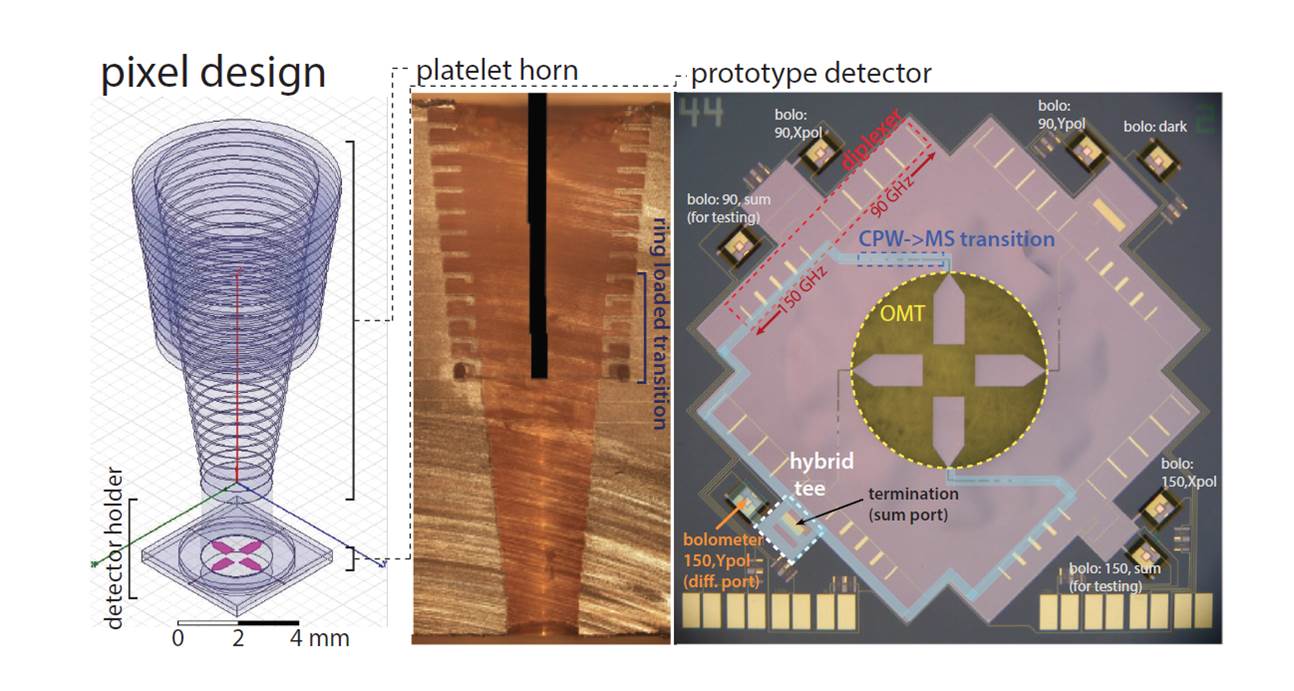 pixel design
platelet horn
prototype detector
detector holder
0 2 4 mm
ring loaded transition
44
bolo:
90,Xpol
diplexer
bolo:
90,Ypol
bolo: dark
bolo: 90, sum
(for testing)
90 GHz
CPW->MS transition
150 GHz
OMT
hybrid
tee
termination
(sum port)
bolometer
150,Ypol
(diff. port)
bolo:
150,Xpol
bolo: 150, sum
(for testing)